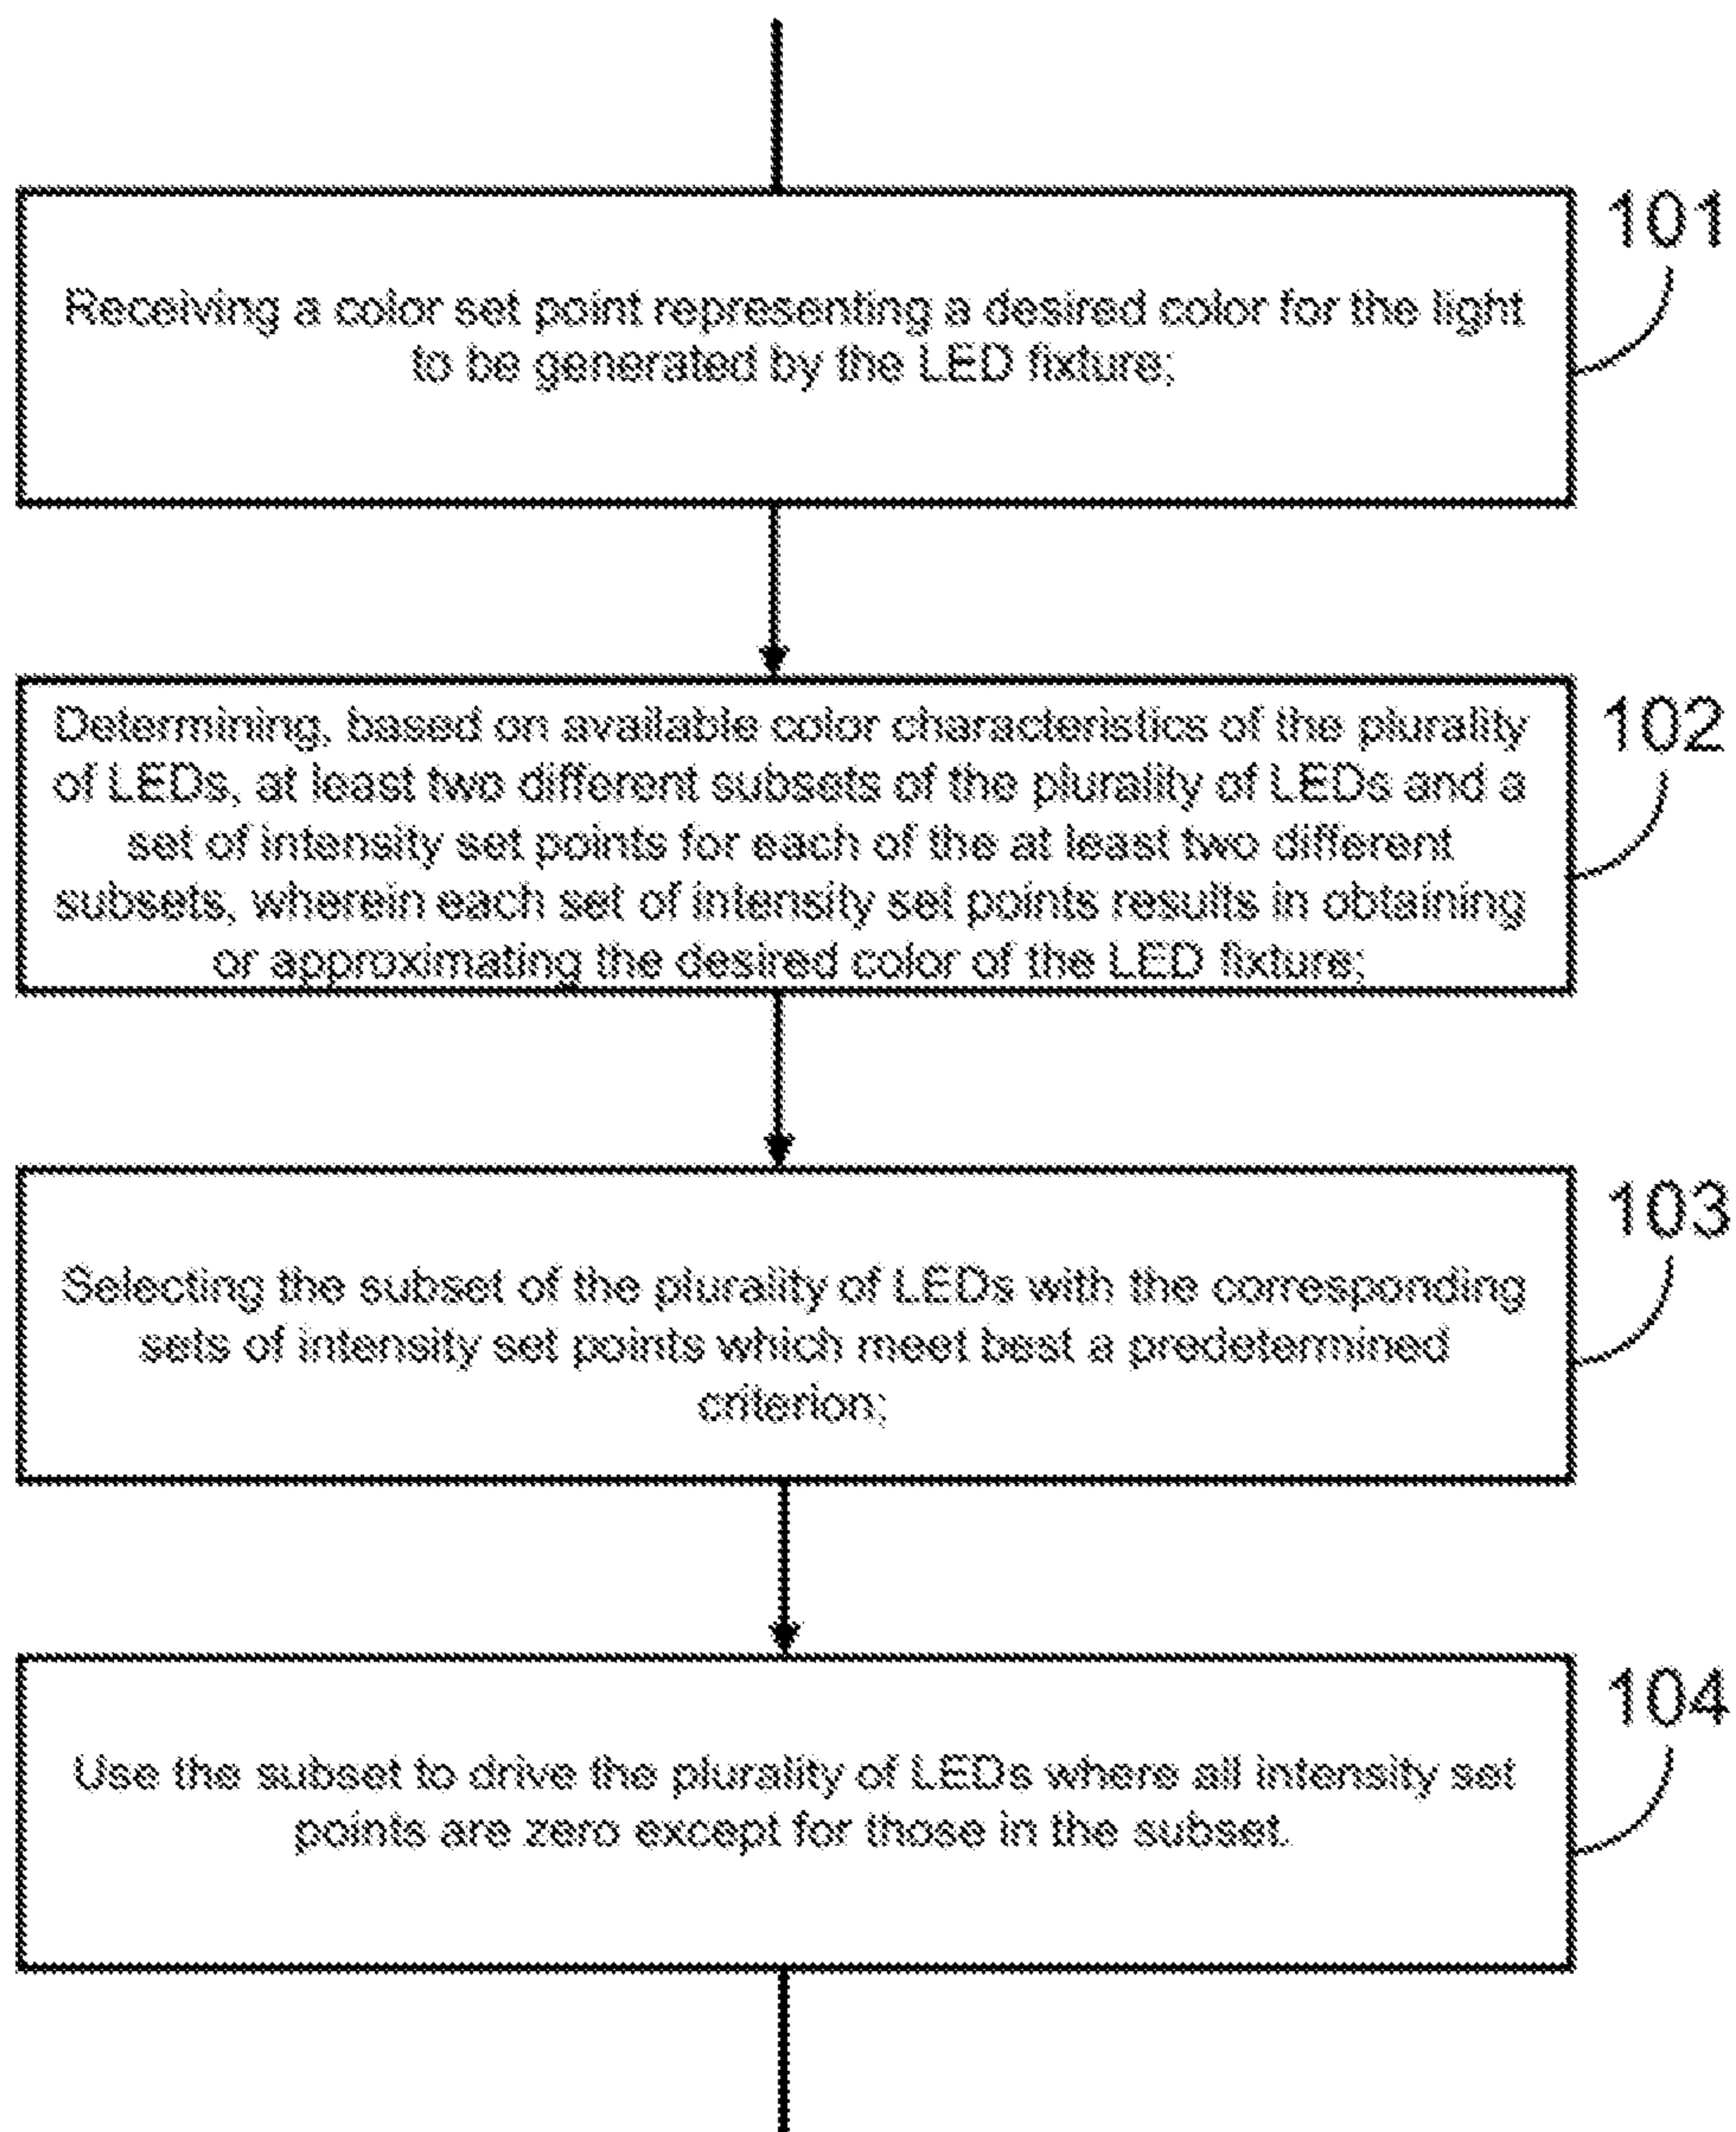 101
Receiving a color set point representing a desired color for the light
to be generated by the LED fixture;
102
Determining, based on available color characteristics of the plurality
of LEDs, at least two different subsets of the plurality of LEDs and a
set of intensity set points for each of the at least two different
subsets, wherein each set of intensity set points results in obtaining
or approximating the desired color of the LED fixture;
103
Selecting the subset of the plurality of LEDs with the corresponding
sets of intensity set points which meet best a predetermined
criterion;
104
Use the subset to drive the plurality of LEDs where all intensity set
points are zero except for those in the subset.